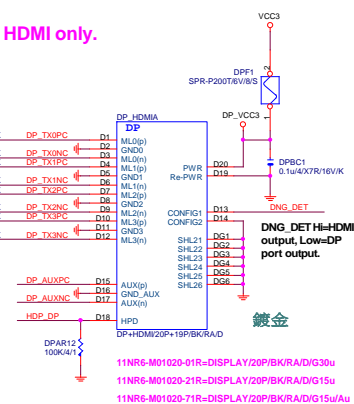 HDMI only.
VCC3
DPF1
SPR-P200T/6V/8/S
2
1
DP_VCC3
DP_HDMIA
DP
DPBC1
0.1u/4/X7R/16V/K
DP_TX0PC D1 ML0(p)
D2 GND0
DP_TX0NC D3 ML0(n)
DP_TX1PC D4 ML1(p)
D5 GND1
DP_TX1NC D6 ML1(n)
DP_TX2PC D7 ML2(p)
D8 GND2
DP_TX2NC D9 ML2(n)
DP_TX3PC D10 ML3(p)
D11 GND3
DP_TX3NC D12 ML3(n)
PWR D20
Re-PWR D19
CONFIG1 D13 DNG_DET
CONFIG2 D14
SHL21 DG1
SHL22 DG2
SHL23 DG3
SHL24 DG4
SHL25 DG5
SHL26 DG6
DNG_DET Hi=HDMI
output, Low=DP
port output.
DP_AUXPC D15 AUX(p)
D16 GND_AUX
DP_AUXNC D17 AUX(n)
HDP_DP D18 HPD
DP+HDMI/20P+19P/BK/RA/D
鍍金
DPAR12
100K/4/1
11NR6-M01020-01R=DISPLAY/20P/BK/RA/D/G30u
11NR6-M01020-21R=DISPLAY/20P/BK/RA/D/G15u
11NR6-M01020-71R=DISPLAY/20P/BK/RA/D/G15u/Au